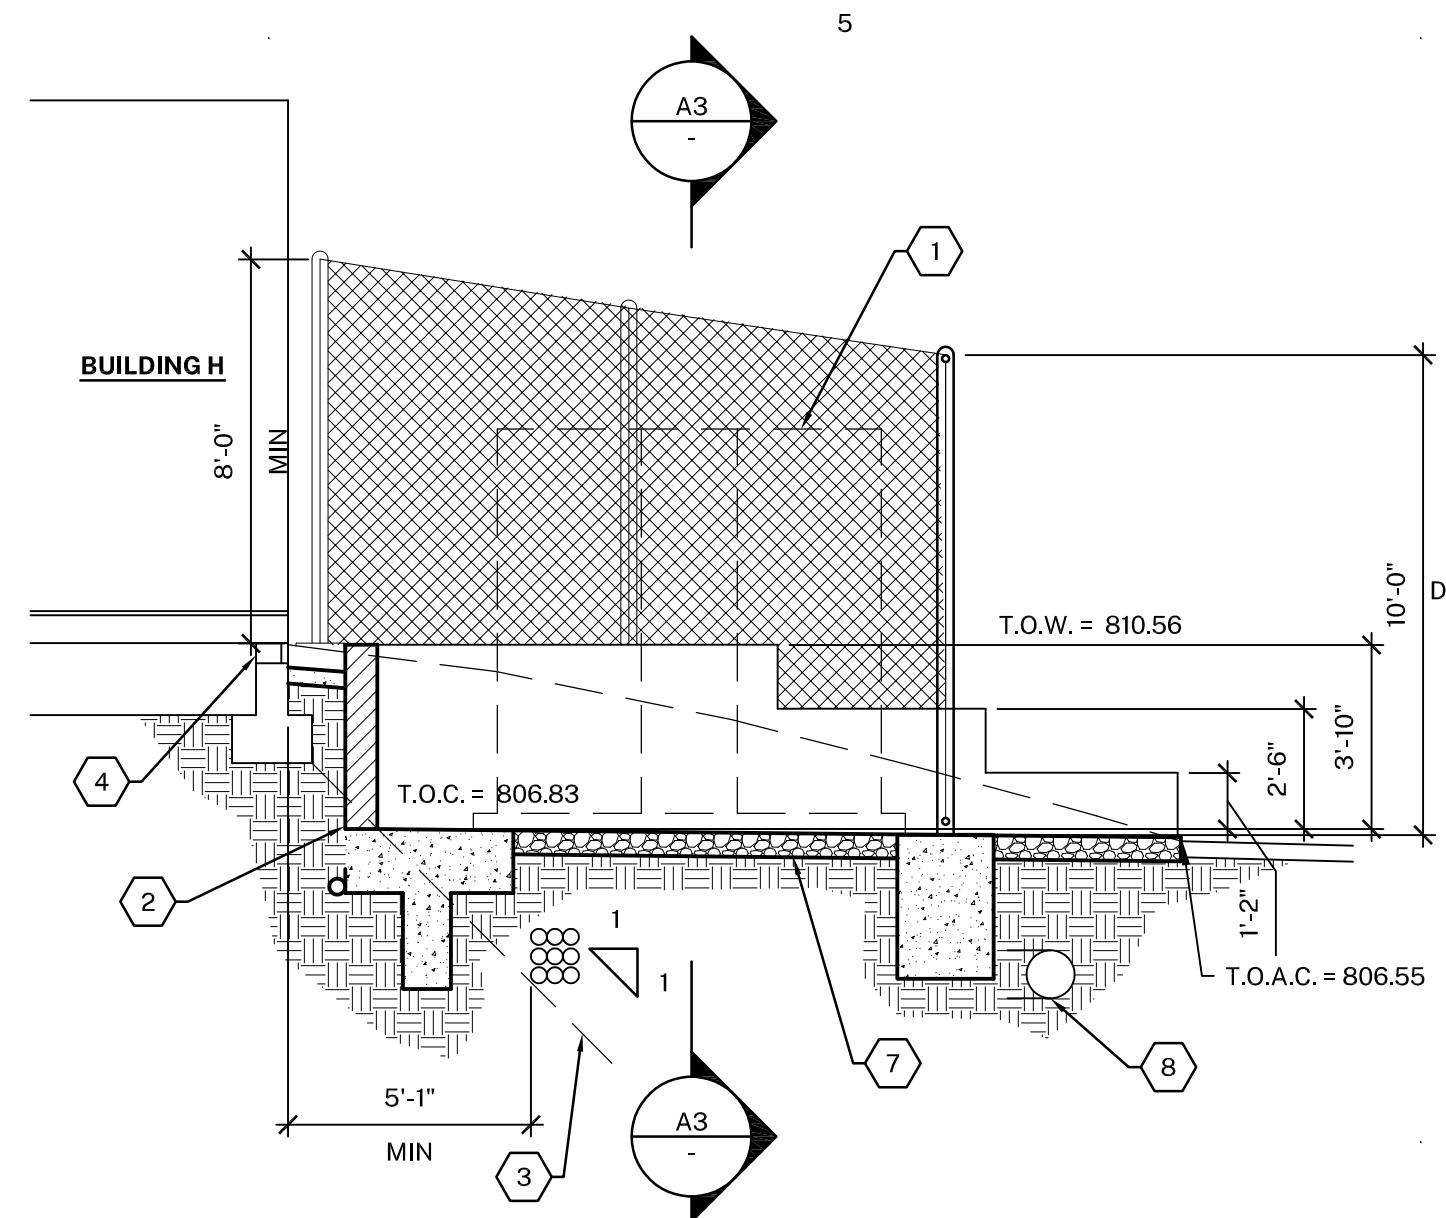 5
A3
-
1
BUILDING H
8'-0"
MIN
10'-0"
D
T.O.W. = 810.56
3'-10"
2'-6"
4
T.O.C. = 806.83
2
1'-2"
1
1
T.O.A.C. = 806.55
7
8
5'-1"
MIN
3
A3
-